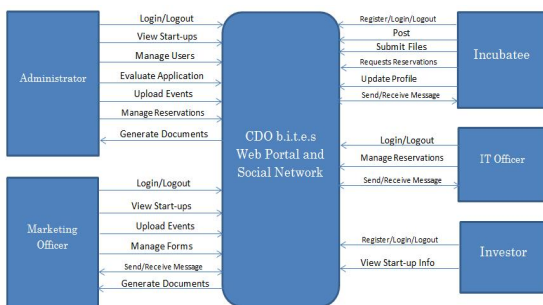 Administrator
Login/Logout
View Start-ups
Manage Users
Evaluate Application
Upload Events
Manage Reservations
Generate Documents
Marketing
Officer
Login/Logout
View Start-ups
Upload Events
Manage Forms
Send/Receive Message
Generate Documents
CDO b.i.t.e.s
Web Portal and
Social Network
Register/Login/Logout
Post
Submit Files
Requests Reservations
Update Profile
Send/Receive Message
Incubatee
Login/Logout
Manage Reservations
Send/Receive Message
IT Officer
Register/Login/Logout
View Start-up Info
Investor